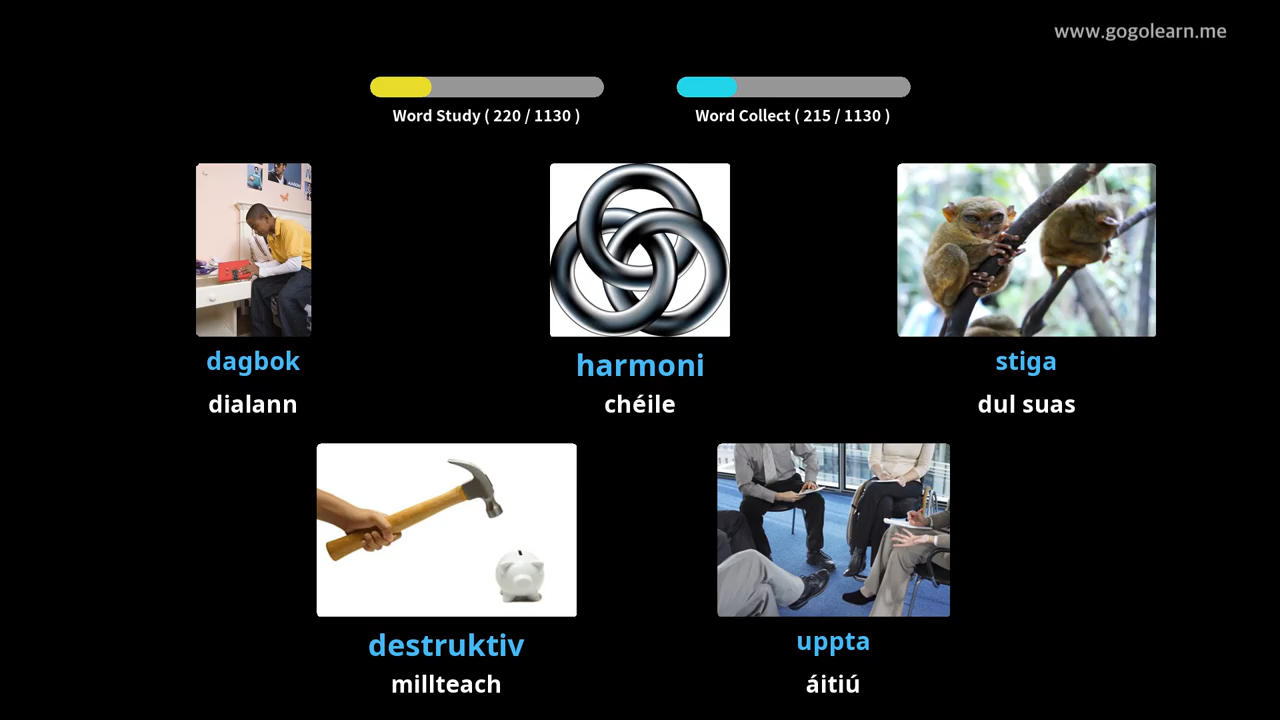 www.gogolearn.me
Word Study ( 220 / 1130 )
Word Collect ( 215 / 1130 )
dagbok
dialann
harmoni
chéile
stiga
dul suas
destruktiv
millteach
uppta
áitiú